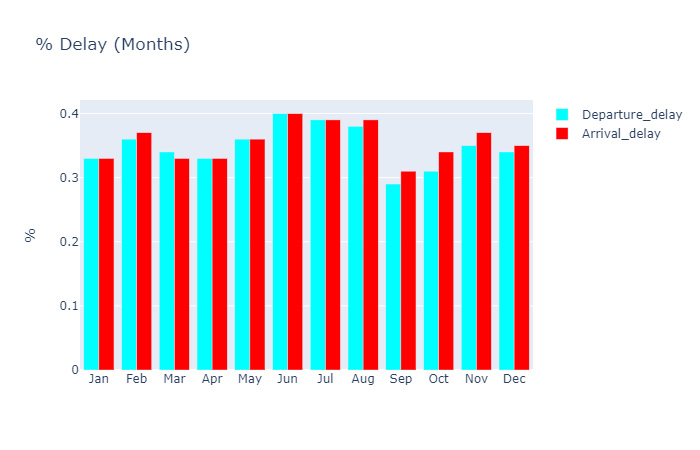 % Delay (Months)
Departure_delay
Arrival_delay
%
0.4
0.3
0.2
0.1
0
Jan Feb Mar Apr May Jun Jul Aug Sep Oct Nov Dec